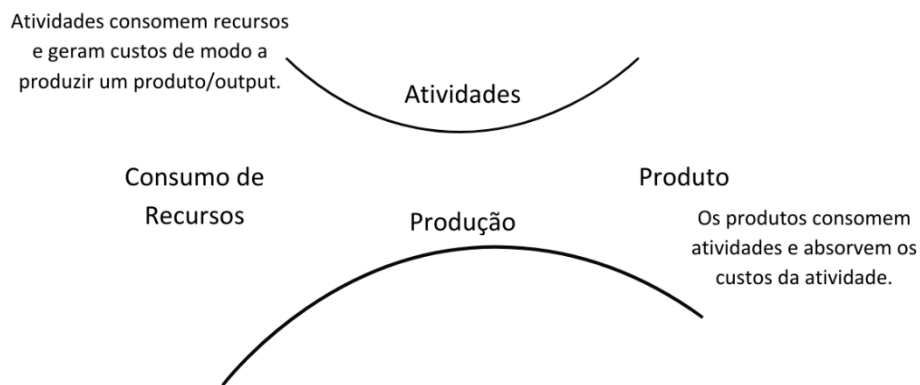 Atividades consomem recursos
e geram custos de modo a
produzir um produto/output.
Atividades
Consumo de
Recursos
Produção
Produto
Os produtos consomem
atividades e absorvem os
custos da atividade.